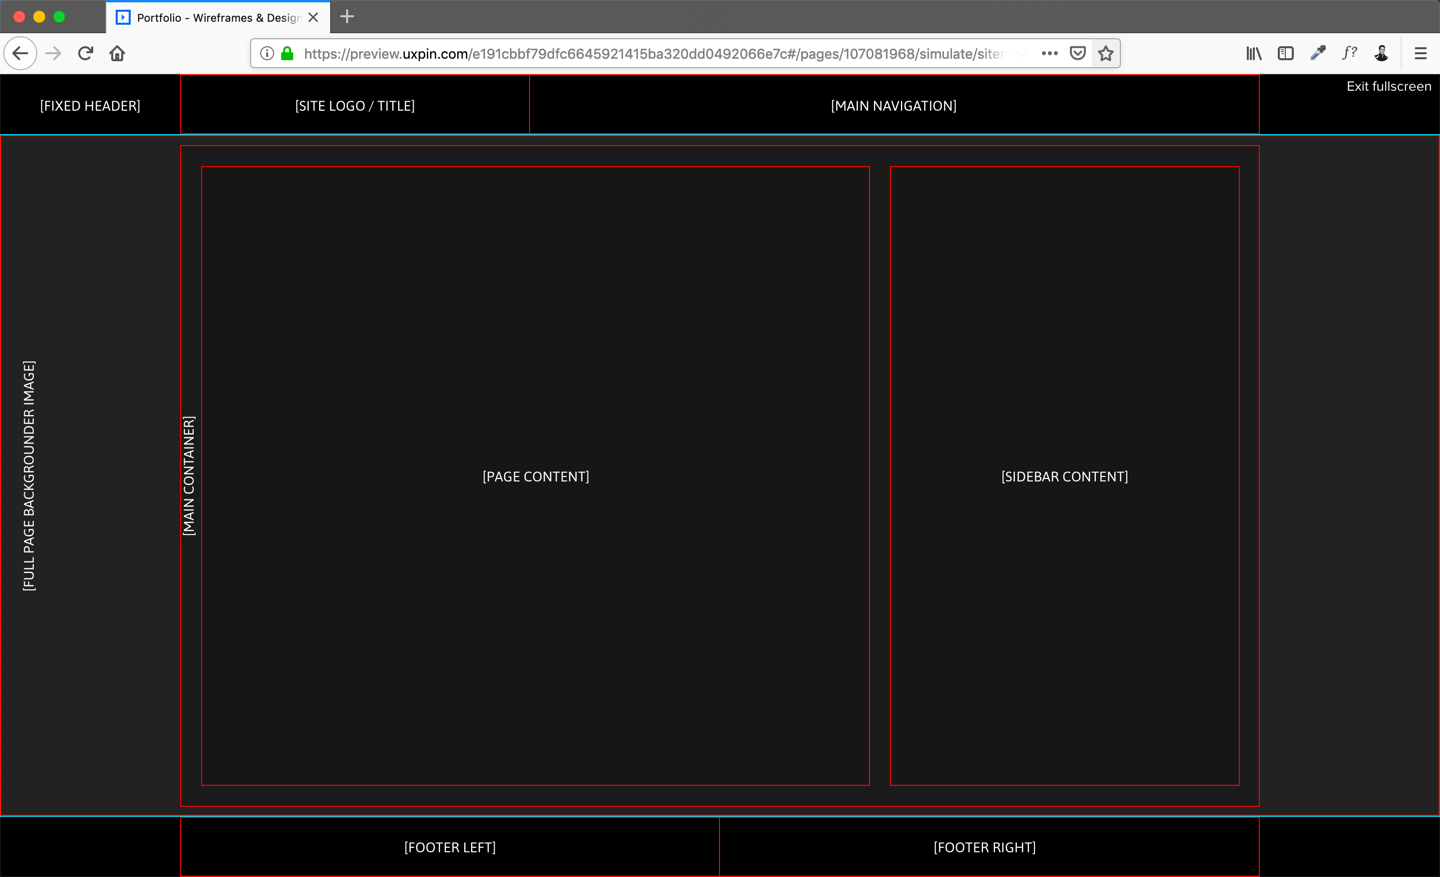 Portfolio - Wireframes & Design
https://preview.uxpin.com/e191cbbf79dfc6645921415ba320dd0492066e7c#/pages/107081968/simulate/site
f?
Exit fullscreen
[FIXED HEADER]
[SITE LOGO / TITLE]
[MAIN NAVIGATION]
[FULL PAGE BACKGROUNDER IMAGE]
[MAIN CONTAINER]
[PAGE CONTENT]
[SIDEBAR CONTENT]
[FOOTER LEFT]
[FOOTER RIGHT]